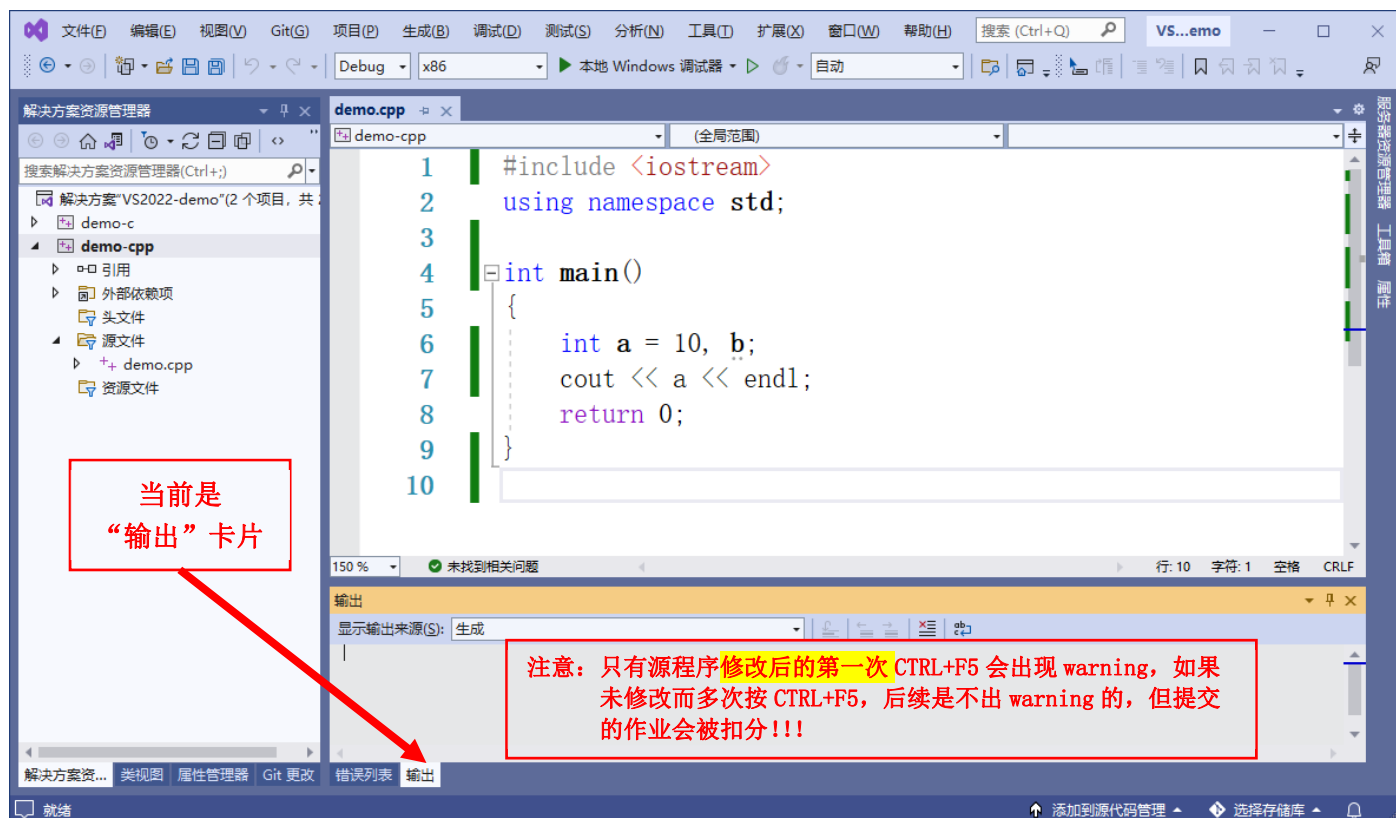 文件(F) 编辑(E) 视图(V) Git(G) 项目(P) 生成(B) 调试(D) 测试(S) 分析(N) 工具(T) 扩展(X) 窗口(W) 帮助(H) 搜索 (Ctrl+Q) VS...emo
Debug x86 本地 Windows 调试器 自动
解决方案资源管理器
搜索解决方案资源管理器(Ctrl+;)
解决方案"VS2022-demo"(2 个项目，共
demo-c
demo-cpp
引用
外部依赖项
头文件
源文件
demo.cpp
资源文件
当前是
“输出”卡片
解决方案资... 类视图 属性管理器 Git 更改
demo.cpp
demo-cpp (全局范围)
1 #include <iostream>
2 using namespace std;
3
4 int main()
5 {
6 int a = 10, b;
7 cout << a << endl;
8 return 0;
9 }
10
150 % 未找到相关问题 行: 10 字符: 1 空格 CRLF
输出
显示输出来源(S): 生成
注意：只有源程序修改后的第一次 CTRL+F5 会出现 warning，如果
未修改而多次按 CTRL+F5，后续是不出 warning 的，但提交
的作业会被扣分!!!
错误列表 输出
服务器资源管理器 工具箱 属性
就绪 添加到源代码管理 选择存储库